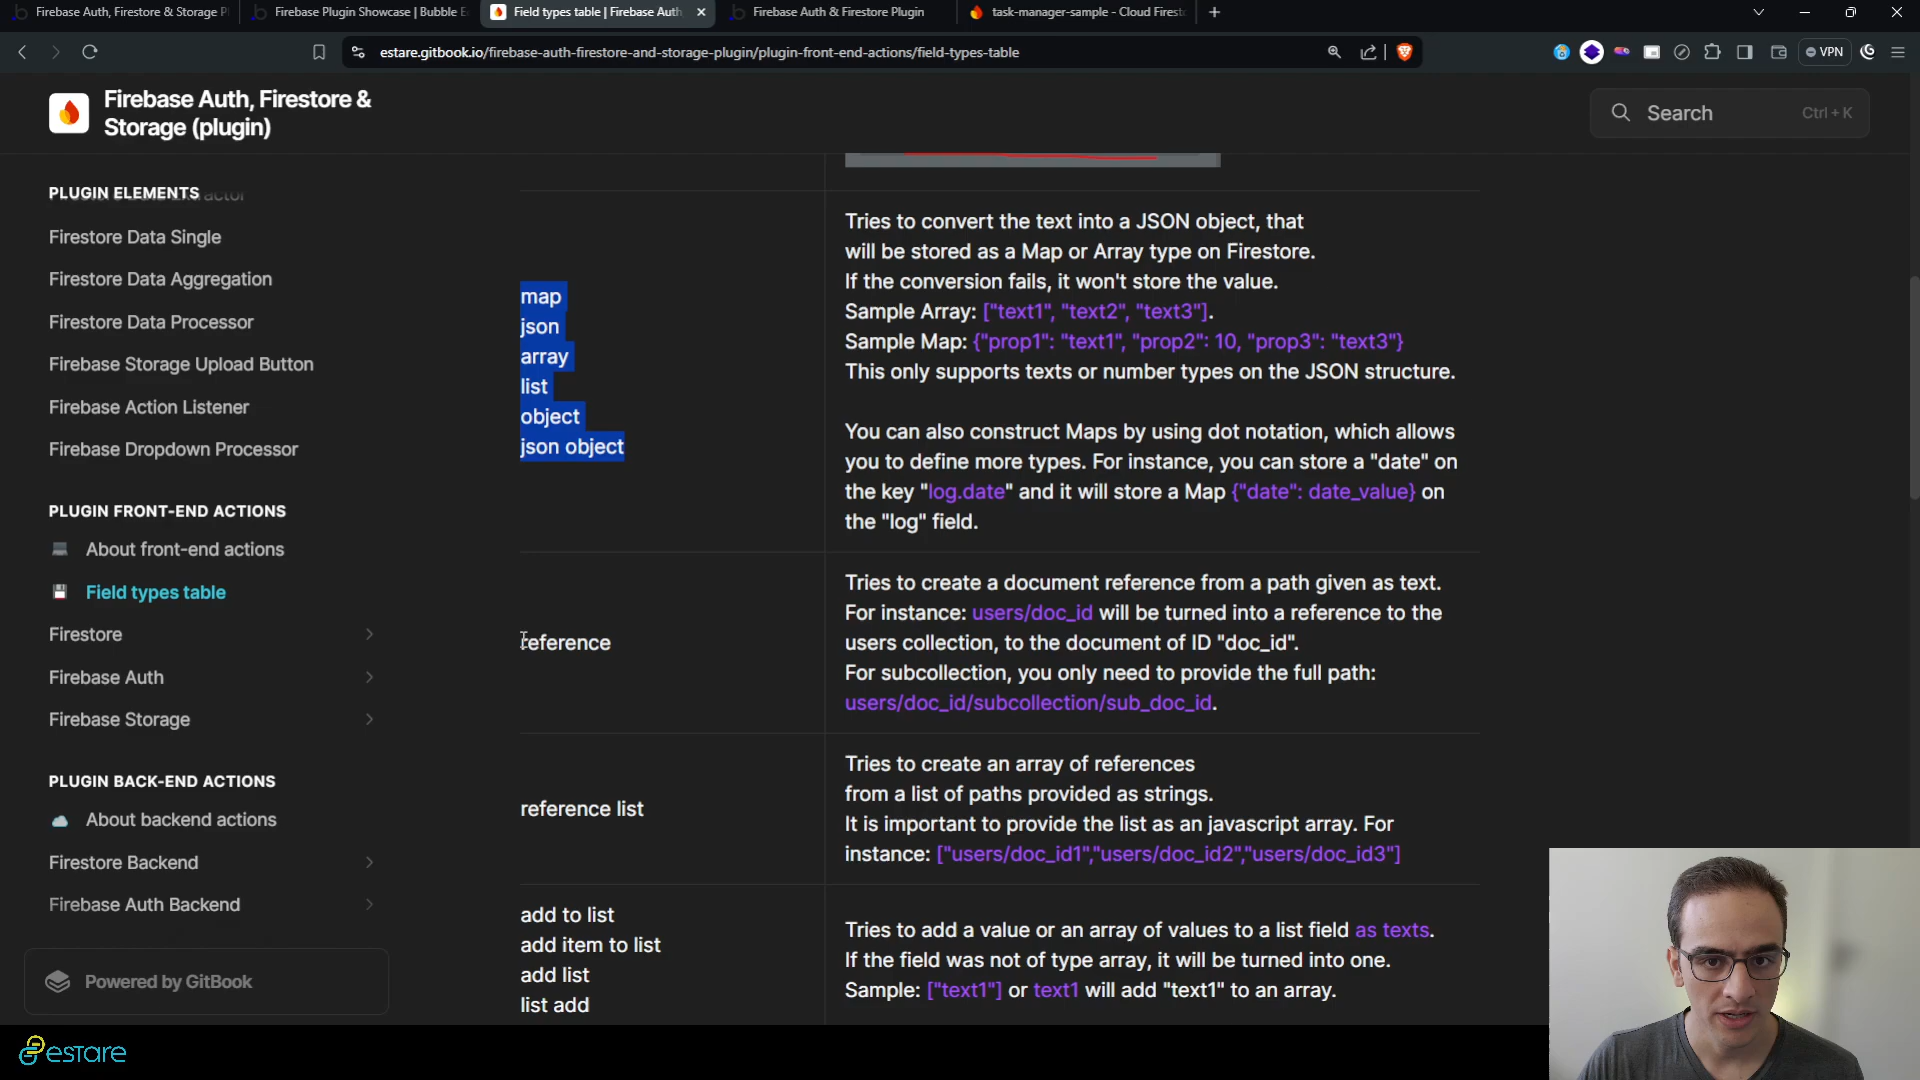 Firebase Auth, Firestore & Storage P
Firebase Plugin Showcase | Bubble E
Field types table | Firebase Auth
Firebase Auth & Firestore Plugin
task-manager-sample - Cloud Firest
estare.gitbook.io/firebase-auth-firestore-and-storage-plugin/plugin-front-end-actions/field-types-table
VPN
Firebase Auth, Firestore &
Storage (plugin)
Search
Ctrl + K
PLUGIN ELEMENTS
Firestore Data Single
Firestore Data Aggregation
Firestore Data Processor
Firebase Storage Upload Button
Firebase Action Listener
Firebase Dropdown Processor
PLUGIN FRONT-END ACTIONS
About front-end actions
Field types table
Firestore
Firebase Auth
Firebase Storage
PLUGIN BACK-END ACTIONS
About backend actions
Firestore Backend
Firebase Auth Backend
Powered by GitBook
map
json
array
list
object
json object
Tries to convert the text into a JSON object, that
will be stored as a Map or Array type on Firestore.
If the conversion fails, it won't store the value.
Sample Array: ["text1", "text2", "text3"].
Sample Map: {"prop1": "text1", "prop2": 10, "prop3": "text3"}
This only supports texts or number types on the JSON structure.
You can also construct Maps by using dot notation, which allows
you to define more types. For instance, you can store a "date" on
the key "log.date" and it will store a Map {"date": date_value} on
the "log" field.
reference
Tries to create a document reference from a path given as text.
For instance: users/doc_id will be turned into a reference to the
users collection, to the document of ID "doc_id".
For subcollection, you only need to provide the full path:
users/doc_id/subcollection/sub_doc_id.
reference list
Tries to create an array of references
from a list of paths provided as strings.
It is important to provide the list as an javascript array. For
instance: ["users/doc_id1","users/doc_id2","users/doc_id3"]
add to list
add item to list
add list
list add
Tries to add a value or an array of values to a list field as texts.
If the field was not of type array, it will be turned into one.
Sample: ["text1"] or text1 will add "text1" to an array.
estare